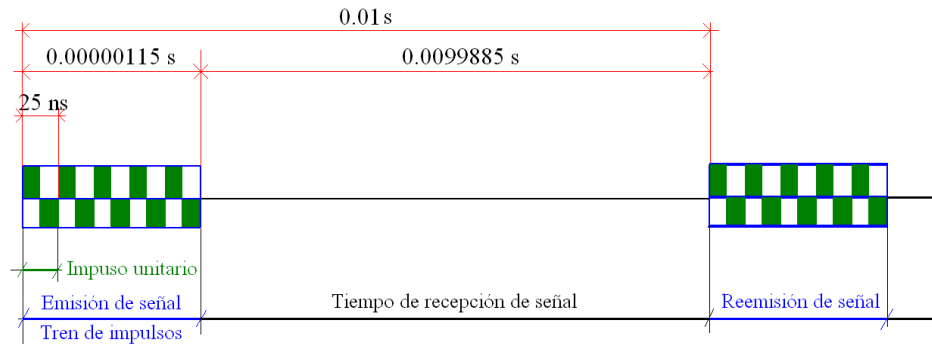 0.01 s
0.00000115 s
0.0099885 s
25 ns
Impuso unitario
Emisión de señal
Tiempo de recepción de señal
Reemisión de señal
Tren de impulsos